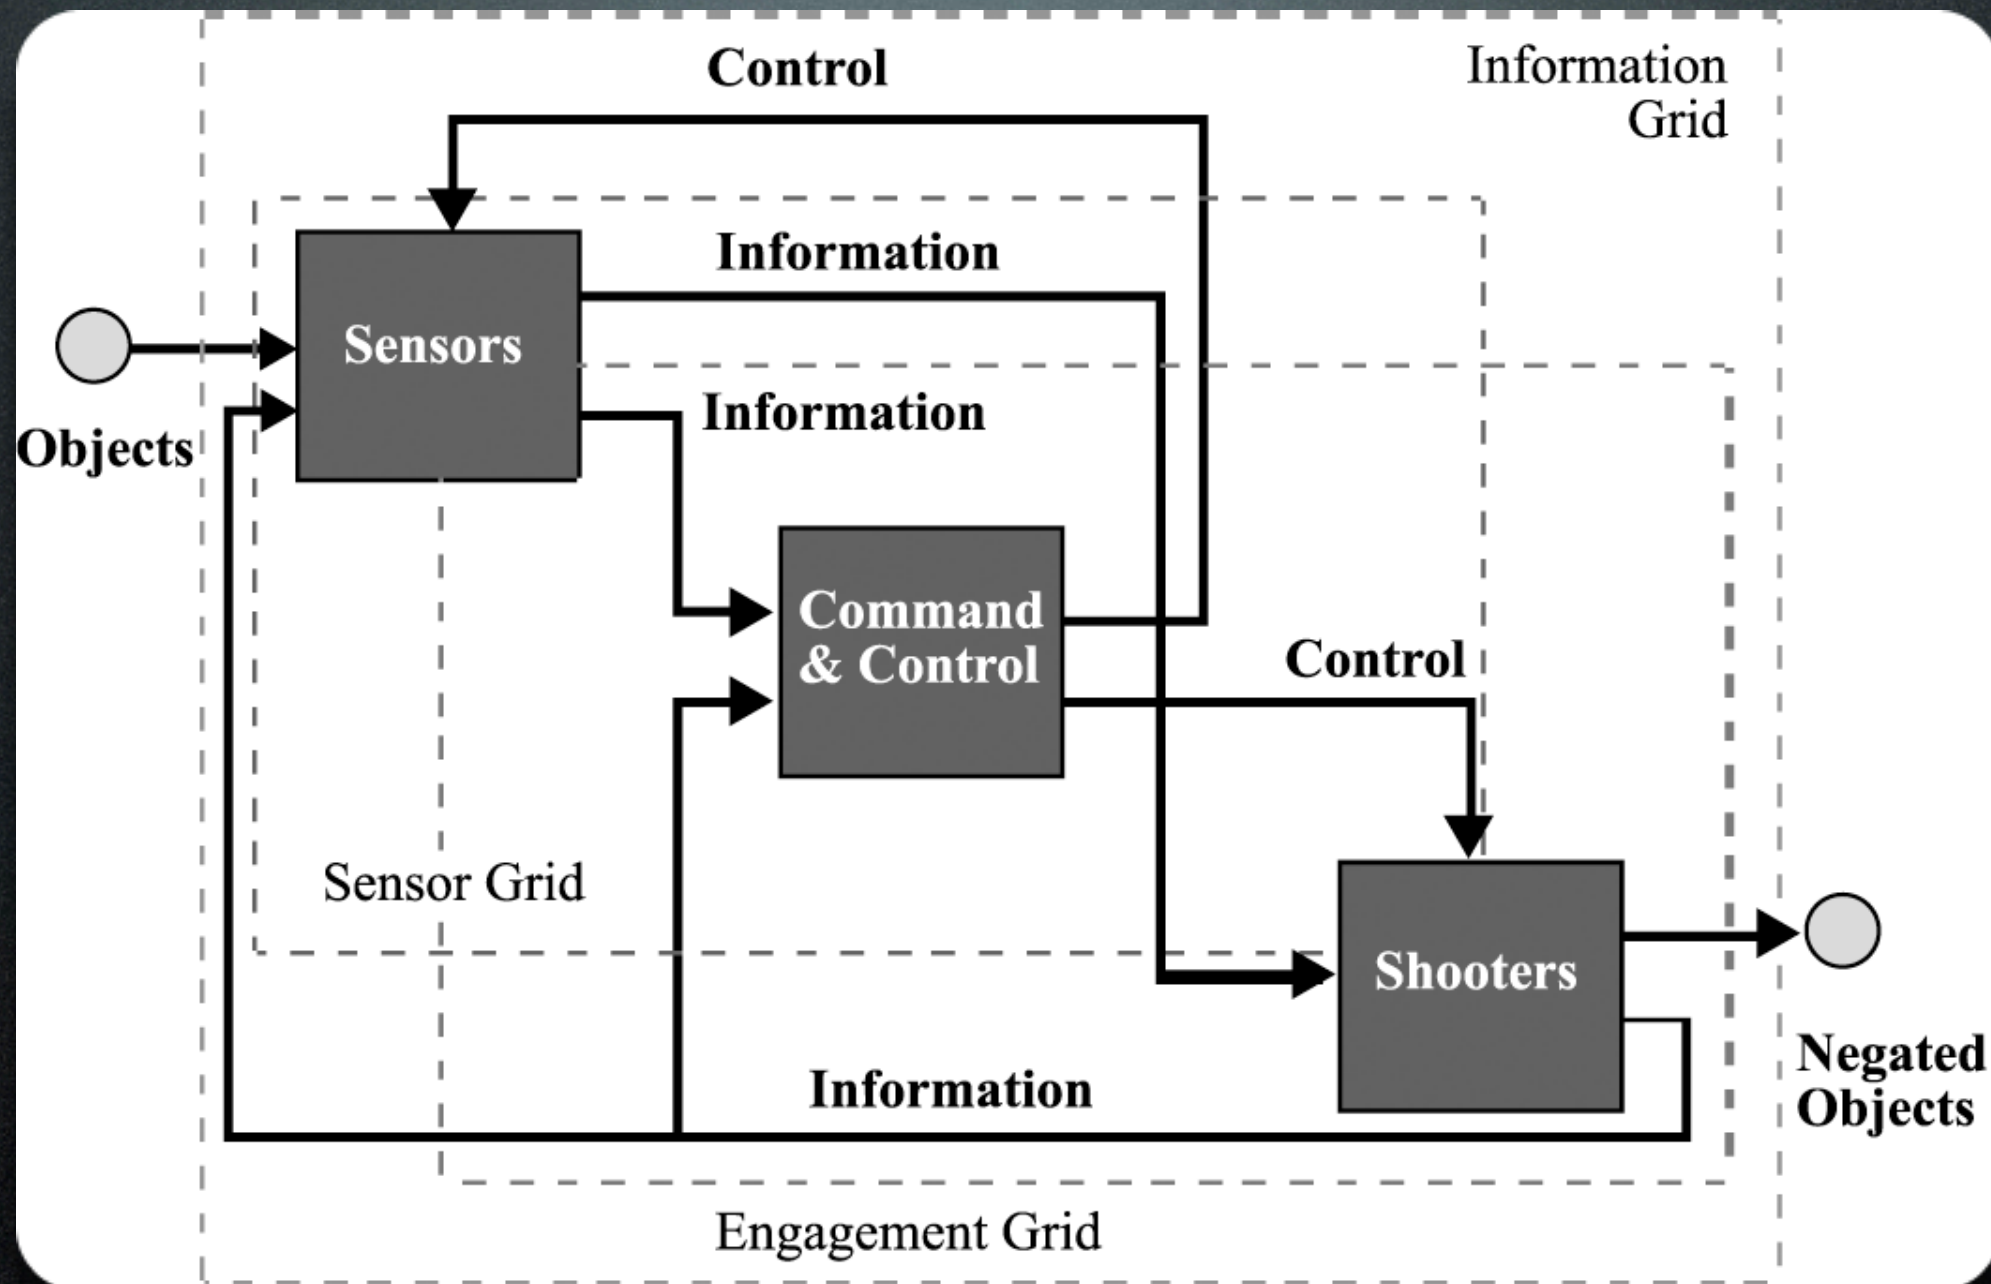 Control
Information
Grid
Information
Sensors
Information
Objects
Command
& Control
Control
Sensor Grid
Shooters
Information
Negated
Objects
Engagement Grid